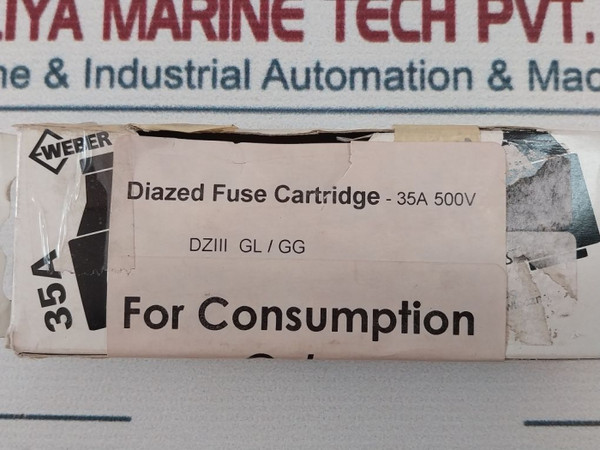 LIYA MARINE TECH PVT.
ne & Industrial Automation & Mac
WEBER
35A
Diazed Fuse Cartridge - 35A 500V
DZIII GL / GG
For Consumption